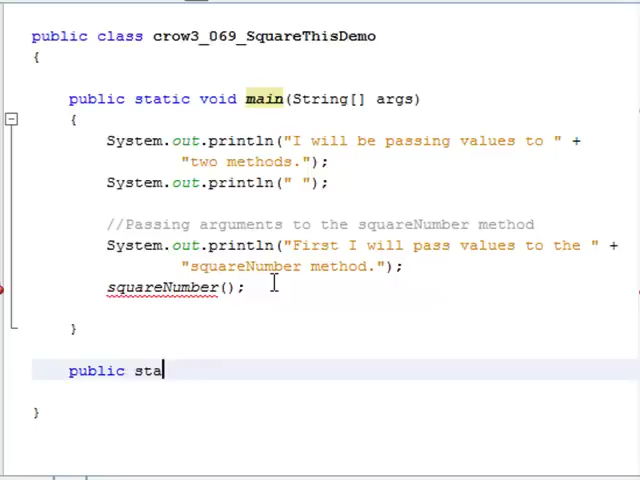 public class crow3_069_SquareThisDemo
{
public static void main(String[] args)
{
System.out.println("I will be passing values to " +
"two methods.");
System.out.println(" ");
//Passing arguments to the squareNumber method
System.out.println("First I will pass values to the " +
"squareNumber method.");
squareNumber();
}
public sta
}